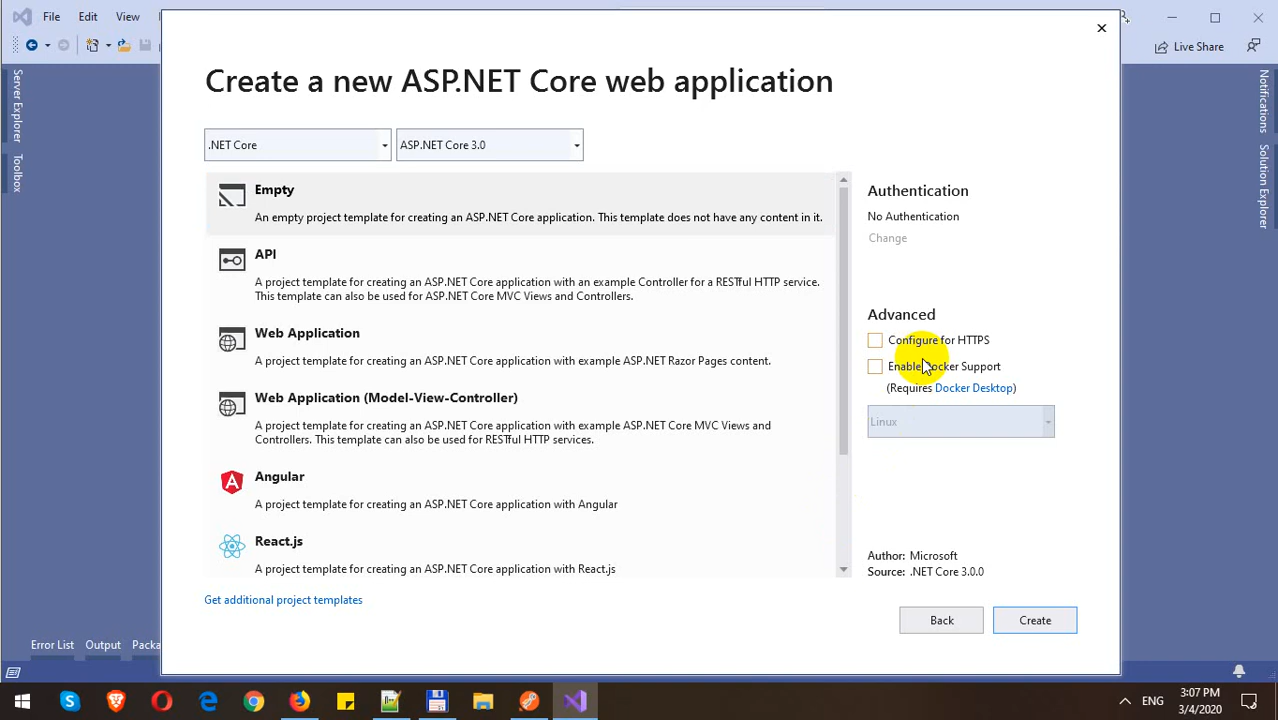 File Edit View
Live Share
Server Explorer
Toolbox
Notifications
Solution Explorer
Create a new ASP.NET Core web application
.NET Core
ASP.NET Core 3.0
Empty
An empty project template for creating an ASP.NET Core application. This template does not have any content in it.
API
A project template for creating an ASP.NET Core application with an example Controller for a RESTful HTTP service.
This template can also be used for ASP.NET Core MVC Views and Controllers.
Web Application
A project template for creating an ASP.NET Core application with example ASP.NET Razor Pages content.
Web Application (Model-View-Controller)
A project template for creating an ASP.NET Core application with example ASP.NET Core MVC Views and
Controllers. This template can also be used for RESTful HTTP services.
Angular
A project template for creating an ASP.NET Core application with Angular
React.js
A project template for creating an ASP.NET Core application with React.js
Get additional project templates
Authentication
No Authentication
Change
Advanced
Configure for HTTPS
Enable Docker Support
(Requires Docker Desktop)
Linux
Author: Microsoft
Source: .NET Core 3.0.0
Back
Create
Error List Output Packa
ENG
3:07 PM
3/4/2020